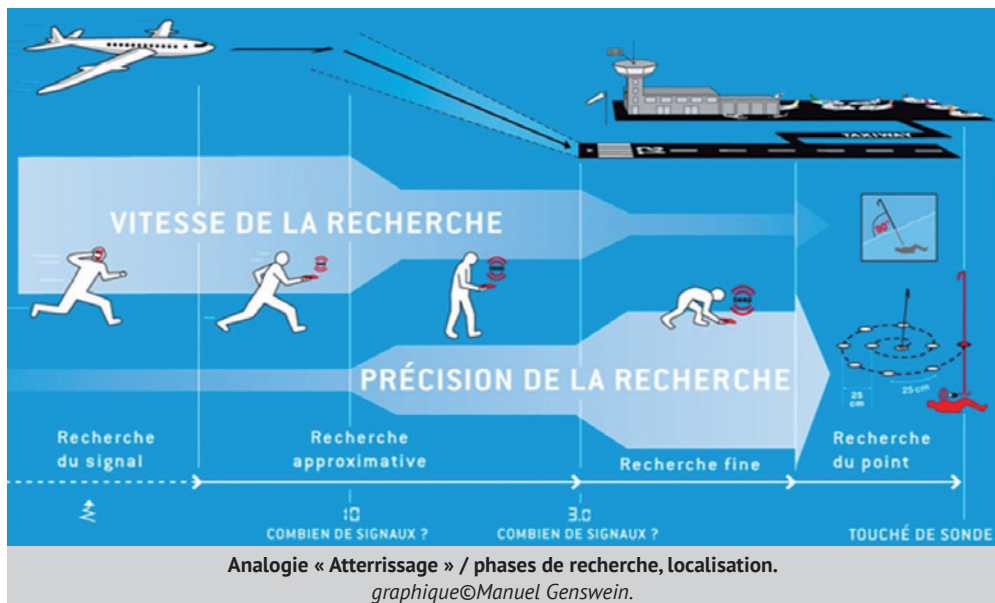 TAXIWAY
VITESSE DE LA RECHERCHE
90°
PRÉCISION DE LA RECHERCHE
25
cm
25 cm
Recherche
du signal
Recherche
approximative
Recherche fine
Recherche
du point
10
COMBIEN DE SIGNAUX ?
3.0
COMBIEN DE SIGNAUX ?
TOUCHÉ DE SONDE
Analogie « Atterrissage » / phases de recherche, localisation.
graphique©Manuel Genswein.